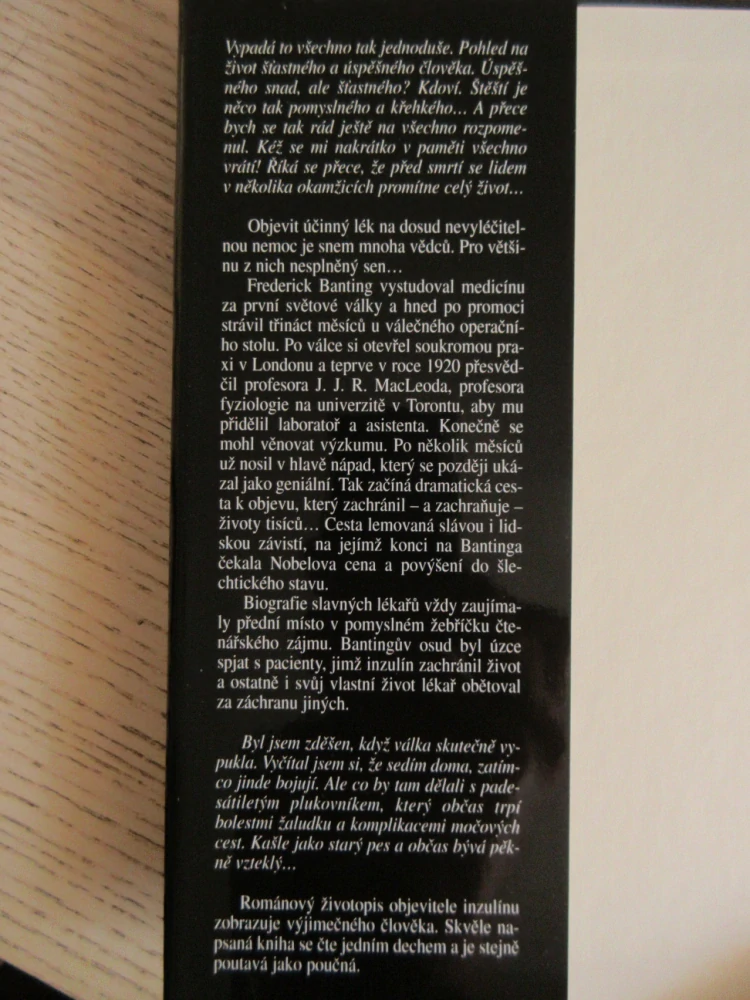 Vypadá to všechno tak jednoduše. Pohled na
život šťastného a úspěšného člověka. Úspěš-
ného snad, ale šťastného? Kdoví. Štěstí je
něco tak pomyslného a křehkého... A přece
bych se tak rád ještě na všechno rozpome-
nul. Kéž se mi nakrátko v paměti všechno
vrátí! Říká se přece, že před smrtí se lidem
v několika okamžicích promítne celý život...
Objevit účinný lék na dosud nevyléčitel-
nou nemoc je snem mnoha vědců. Pro větši-
nu z nich nesplněný sen...
Frederick Banting vystudoval medicínu
za první světové války a hned po promoci
strávil třináct měsíců u válečného operační-
ho stolu. Po válce si otevřel soukromou pra-
xi v Londonu a teprve v roce 1920 přesvěd-
čil profesora J. J. R. MacLeoda, profesora
fyziologie na univerzitě v Torontu, aby mu
přidělil laboratoř a asistenta. Konečně se
mohl věnovat výzkumu. Po několik měsíců
už nosil v hlavě nápad, který se později uká-
zal jako geniální. Tak začíná dramatická ces-
ta k objevu, který zachránil – a zachraňuje –
životy tisíců... Cesta lemovaná slávou i lid-
skou závistí, na jejímž konci na Bantinga
čekala Nobelova cena a povýšení do šle-
chtického stavu.
Biografie slavných lékařů vždy zaujíma-
ly přední místo v pomyslném žebříčku čte-
nářského zájmu. Bantingův osud byl úzce
spjat s pacienty, jimž inzulín zachránil život
a ostatně i svůj vlastní život lékař obětoval
za záchranu jiných.
Byl jsem zděšen, když válka skutečně vy-
pukla. Vyčítal jsem si, že sedím doma, zatím-
co jinde bojují. Ale co by tam dělali s pade-
sátiletým plukovníkem, který občas trpí
bolestmi žaludku a komplikacemi močových
cest. Kašle jako starý pes a občas bývá pěk-
ně vzteklý...
Románový životopis objevitele inzulínu
zobrazuje výjimečného člověka. Skvěle na-
psaná kniha se čte jedním dechem a je stejně
poutavá jako poučná.